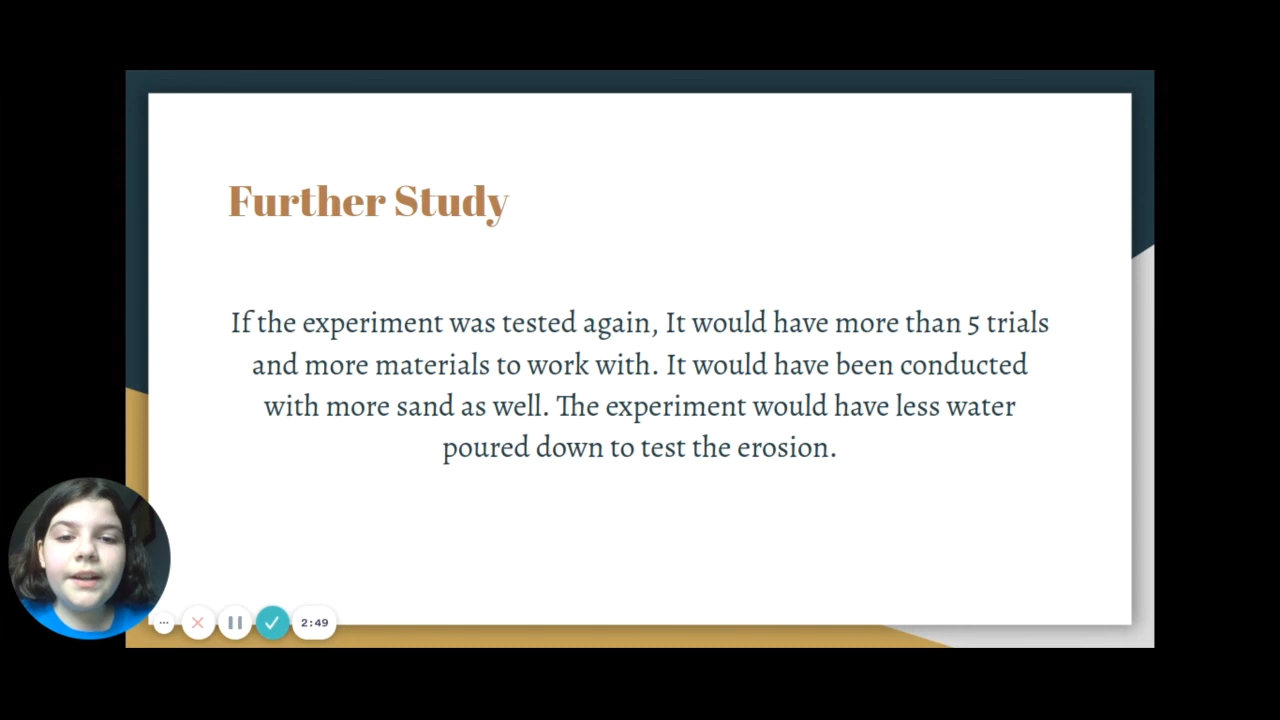 Further Study
If the experiment was tested again, It would have more than 5 trials
and more materials to work with. It would have been conducted
with more sand as well. The experiment would have less water
poured down to test the erosion.
2:49